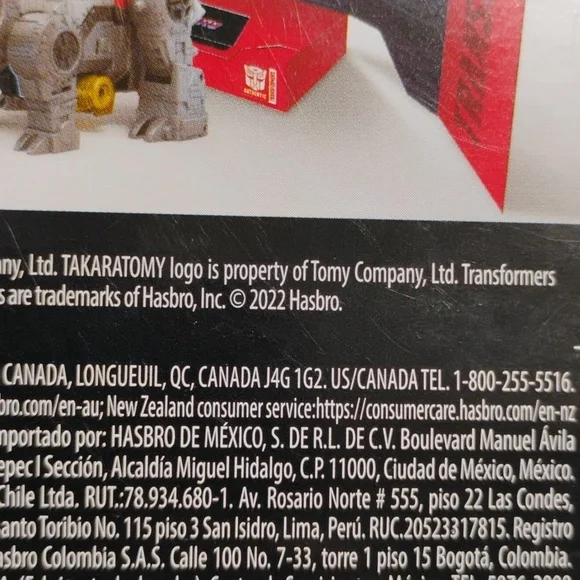 AUTHENTIC
TRANS
any, Ltd. TAKARATOMY logo is property of Tomy Company, Ltd. Transformers
s are trademarks of Hasbro, Inc. © 2022 Hasbro.
CANADA, LONGUEUIL, QC, CANADA J4G 1G2. US/CANADA TEL. 1-800-255-5516.
bro.com/en-au; New Zealand consumer service:https://consumercare.hasbro.com/en-nz
mportado por: HASBRO DE MÉXICO, S. DE R.L. DE C.V. Boulevard Manuel Ávila
epec I Sección, Alcaldía Miguel Hidalgo, C.P. 11000, Ciudad de México, México.
Chile Ltda. RUT.:78.934.680-1. Av. Rosario Norte # 555, piso 22 Las Condes,
anto Toribio No. 115 piso 3 San Isidro, Lima, Perú. RUC.20523317815. Registro
asbro Colombia S.A.S. Calle 100 No. 7-33, torre 1 piso 15 Bogotá, Colombia.